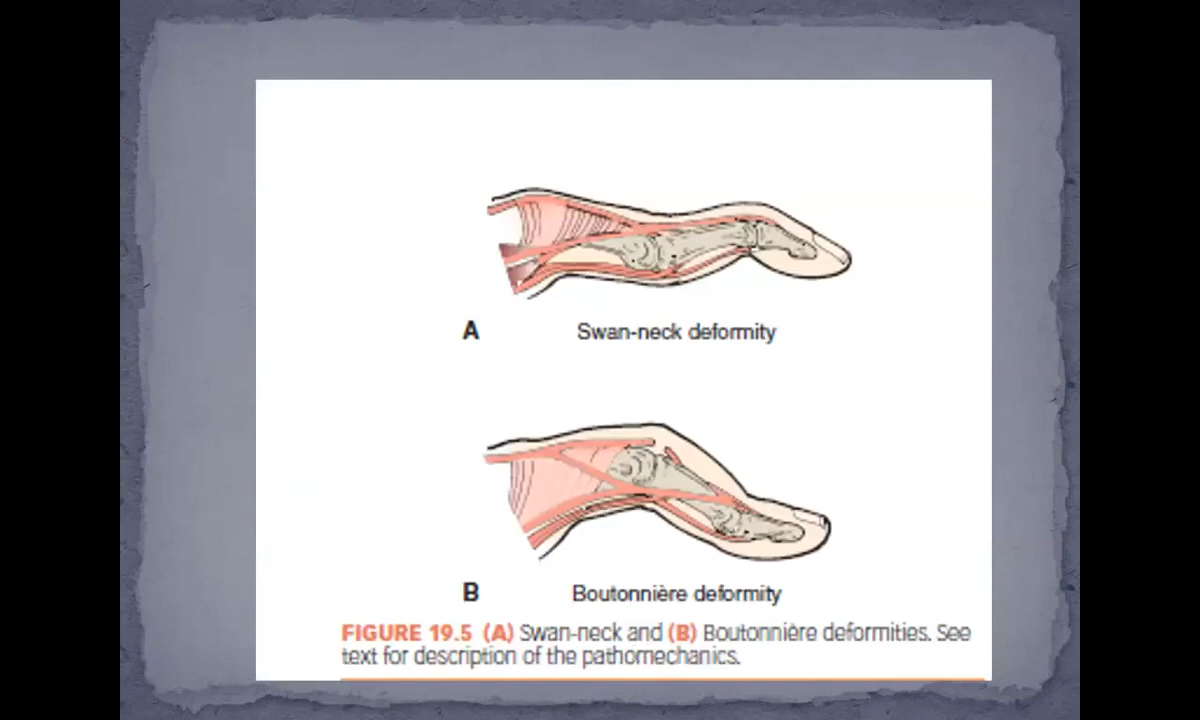 A Swan-neck deformity
B Boutonnière deformity
FIGURE 19.5 (A) Swan-neck and (B) Boutonnière deformities. See
text for description of the pathomechanics.